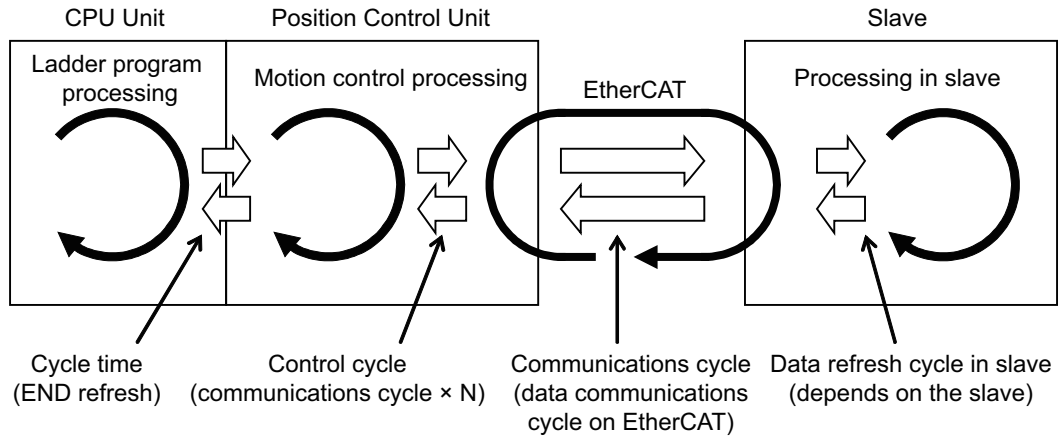 CPU Unit
Position Control Unit
Slave
Ladder program
processing
Motion control processing
EtherCAT
Processing in slave
Cycle time
(END refresh)
Control cycle
(communications cycle × N)
Communications cycle
(data communications
cycle on EtherCAT)
Data refresh cycle in slave
(depends on the slave)